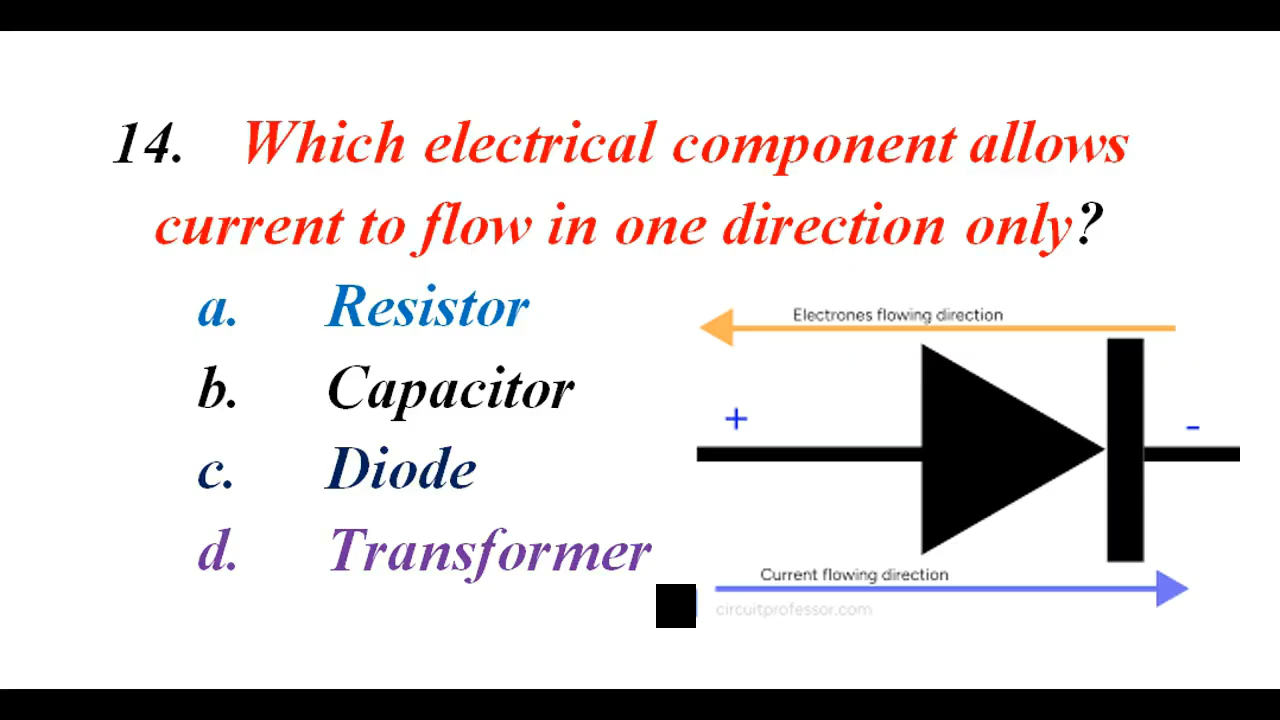 14. Which electrical component allows
current to flow in one direction only?
a. Resistor
b. Capacitor
c. Diode
d. Transformer
Electrones flowing direction
+
-
Current flowing direction
circuitprofessor.com